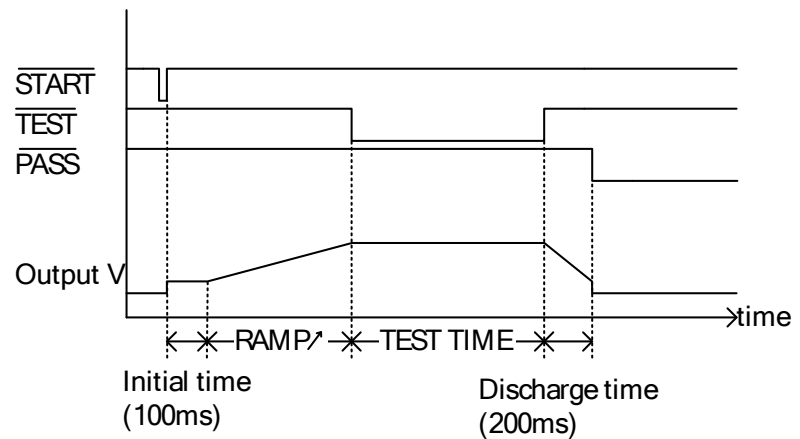 START
TEST
PASS
Output V
time
RAMP↗
TEST TIME
Initial time
(100ms)
Discharge time
(200ms)